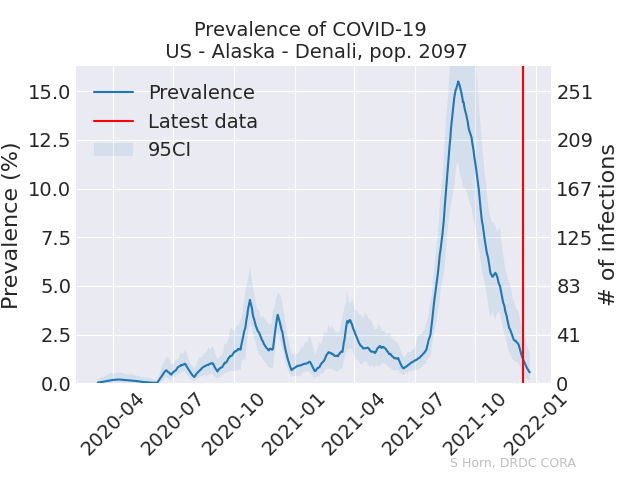 Prevalence of COVID-19
US - Alaska - Denali, pop. 2097
Prevalence
Latest data
95CI
Prevalence (%)
15.0
12.5
10.0
7.5
5.0
2.5
0.0
251
209
167
125
83
41
0
# of infections
2020-04
2020-07
2020-10
2021-01
2021-04
2021-07
2021-10
2022-01
S Horn, DRDC CORA